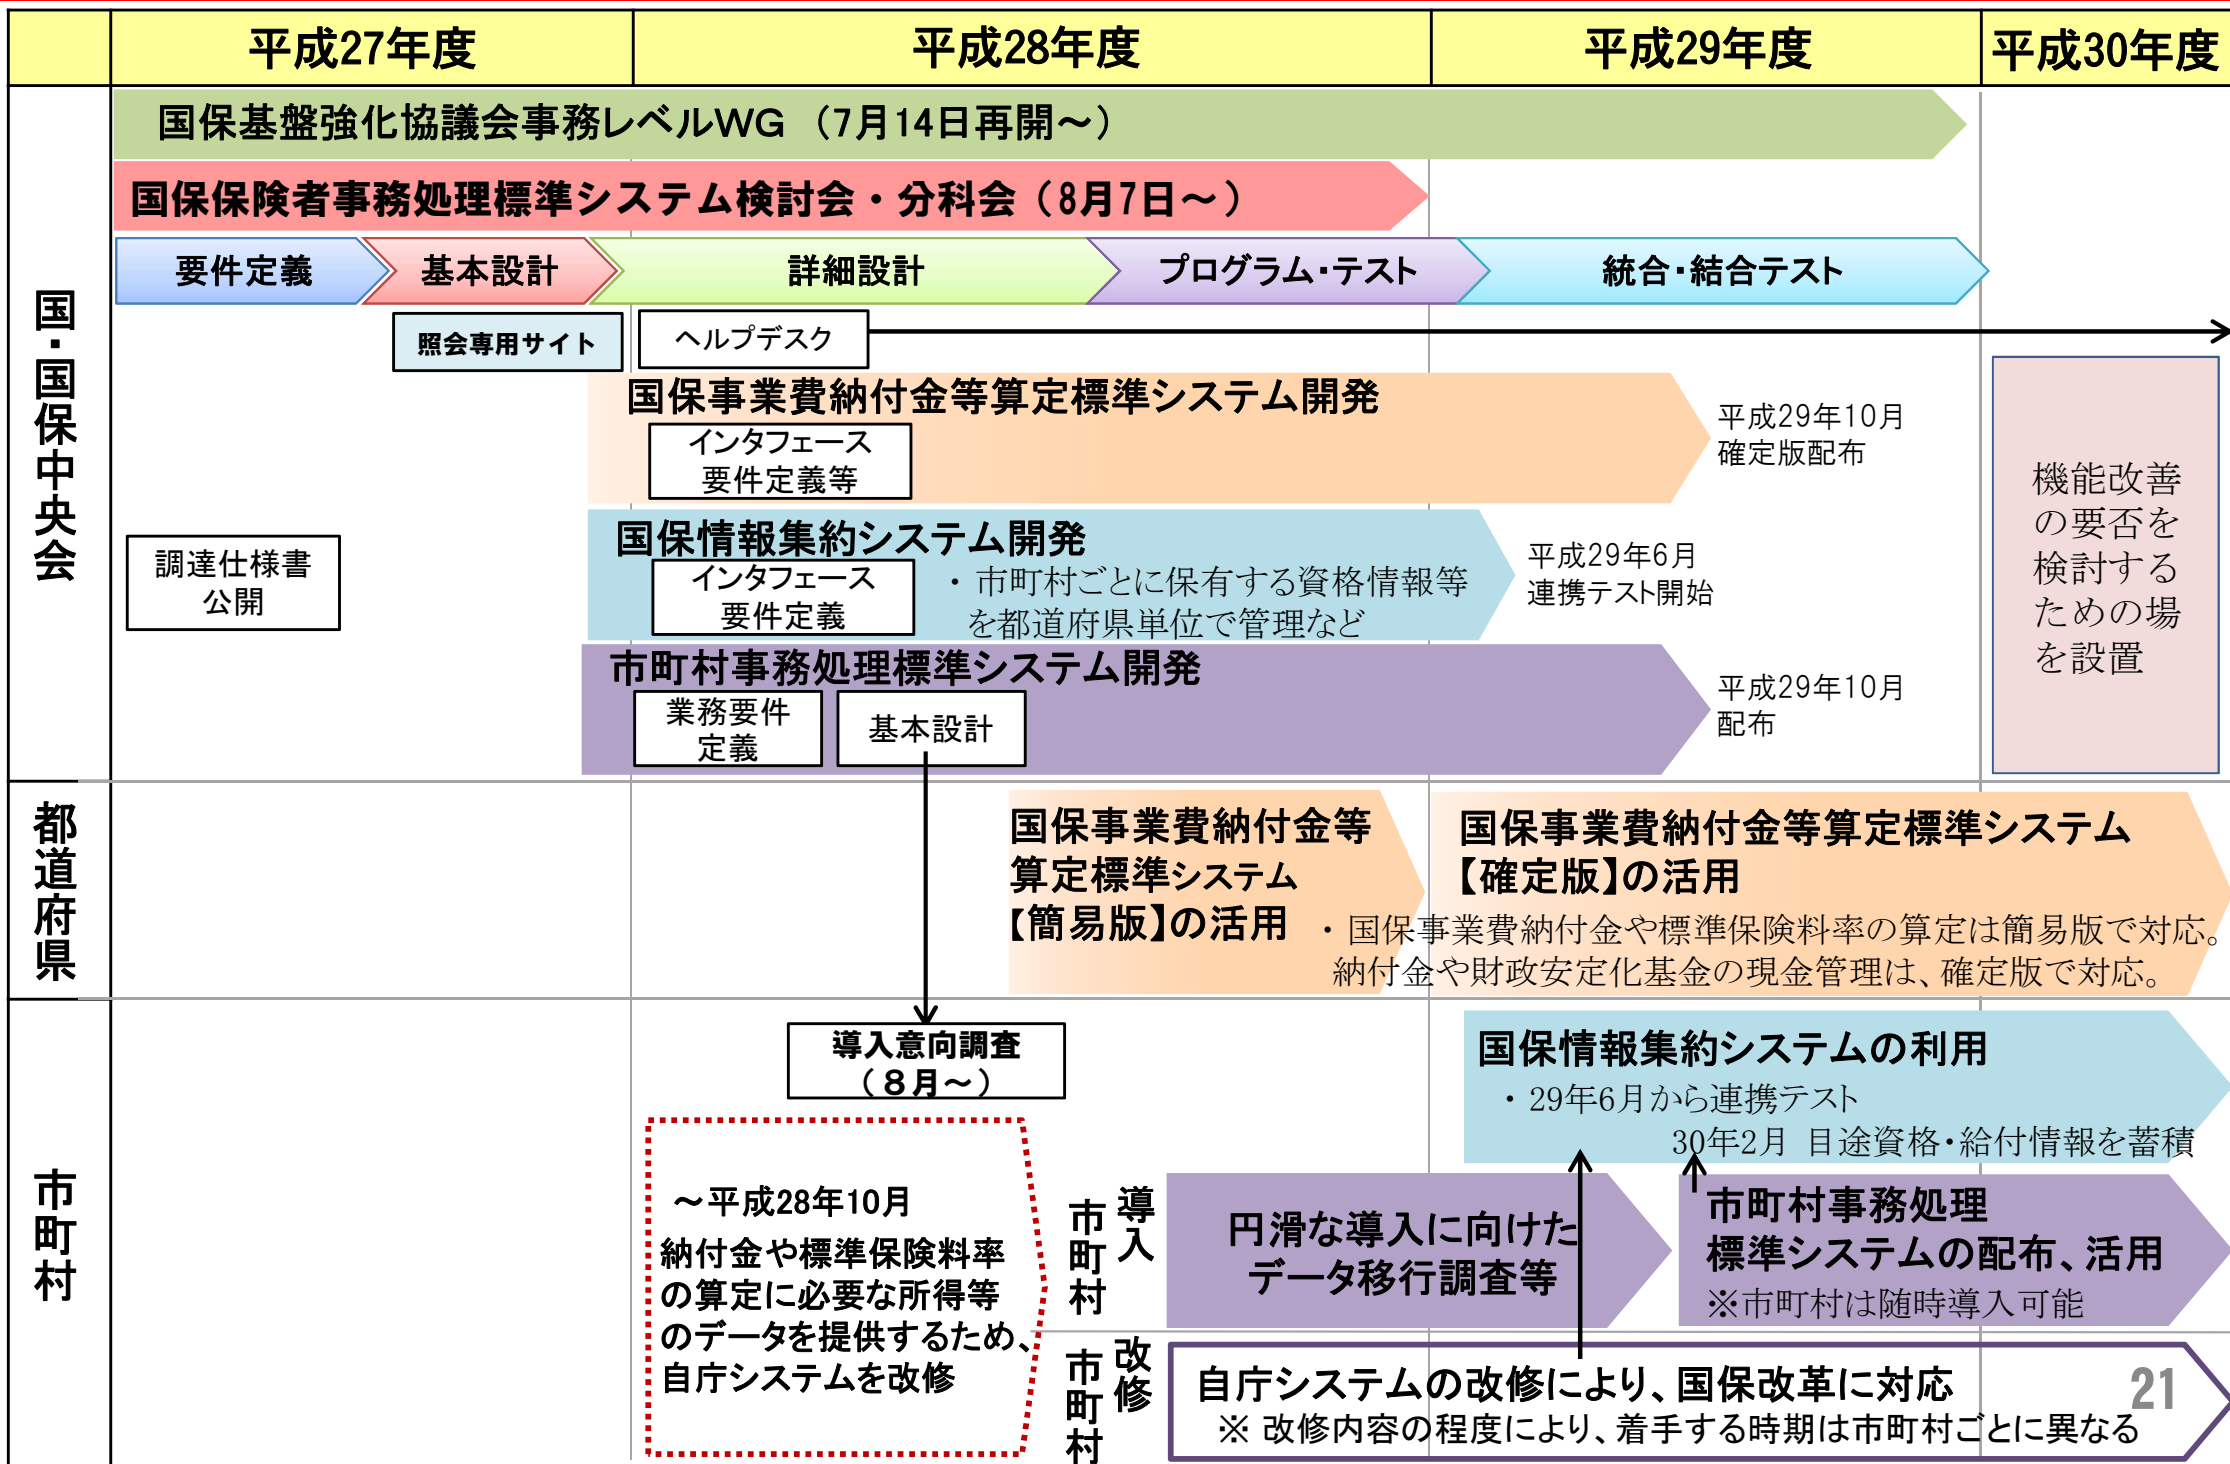 平成27年度
平成28年度
平成29年度
平成30年度
国・国保中央会
国保基盤強化協議会事務レベルWG （7月14日再開～）
国保保険者事務処理標準システム検討会・分科会（8月7日～）
要件定義
基本設計
詳細設計
プログラム・テスト
統合・結合テスト
照会専用サイト
ヘルプデスク
国保事業費納付金等算定標準システム開発
インタフェース
要件定義等
平成29年10月
確定版配布
調達仕様書
公開
国保情報集約システム開発
インタフェース
要件定義
・市町村ごとに保有する資格情報等
を都道府県単位で管理など
平成29年6月
連携テスト開始
市町村事務処理標準システム開発
業務要件
定義
基本設計
平成29年10月
配布
機能改善
の要否を
検討する
ための場
を設置
都道府県
国保事業費納付金等
算定標準システム
【簡易版】の活用
国保事業費納付金等算定標準システム
【確定版】の活用
・国保事業費納付金や標準保険料率の算定は簡易版で対応。
納付金や財政安定化基金の現金管理は、確定版で対応。
市町村
導入意向調査
（８月～）
～平成28年10月
納付金や標準保険料率
の算定に必要な所得等
のデータを提供するため、
自庁システムを改修
国保情報集約システムの利用
・29年6月から連携テスト
30年2月 目途資格・給付情報を蓄積
導入
市町村
円滑な導入に向けた
データ移行調査等
市町村事務処理
標準システムの配布、活用
※市町村は随時導入可能
改修
市町村
自庁システムの改修により、国保改革に対応
※ 改修内容の程度により、着手する時期は市町村ごとに異なる
21